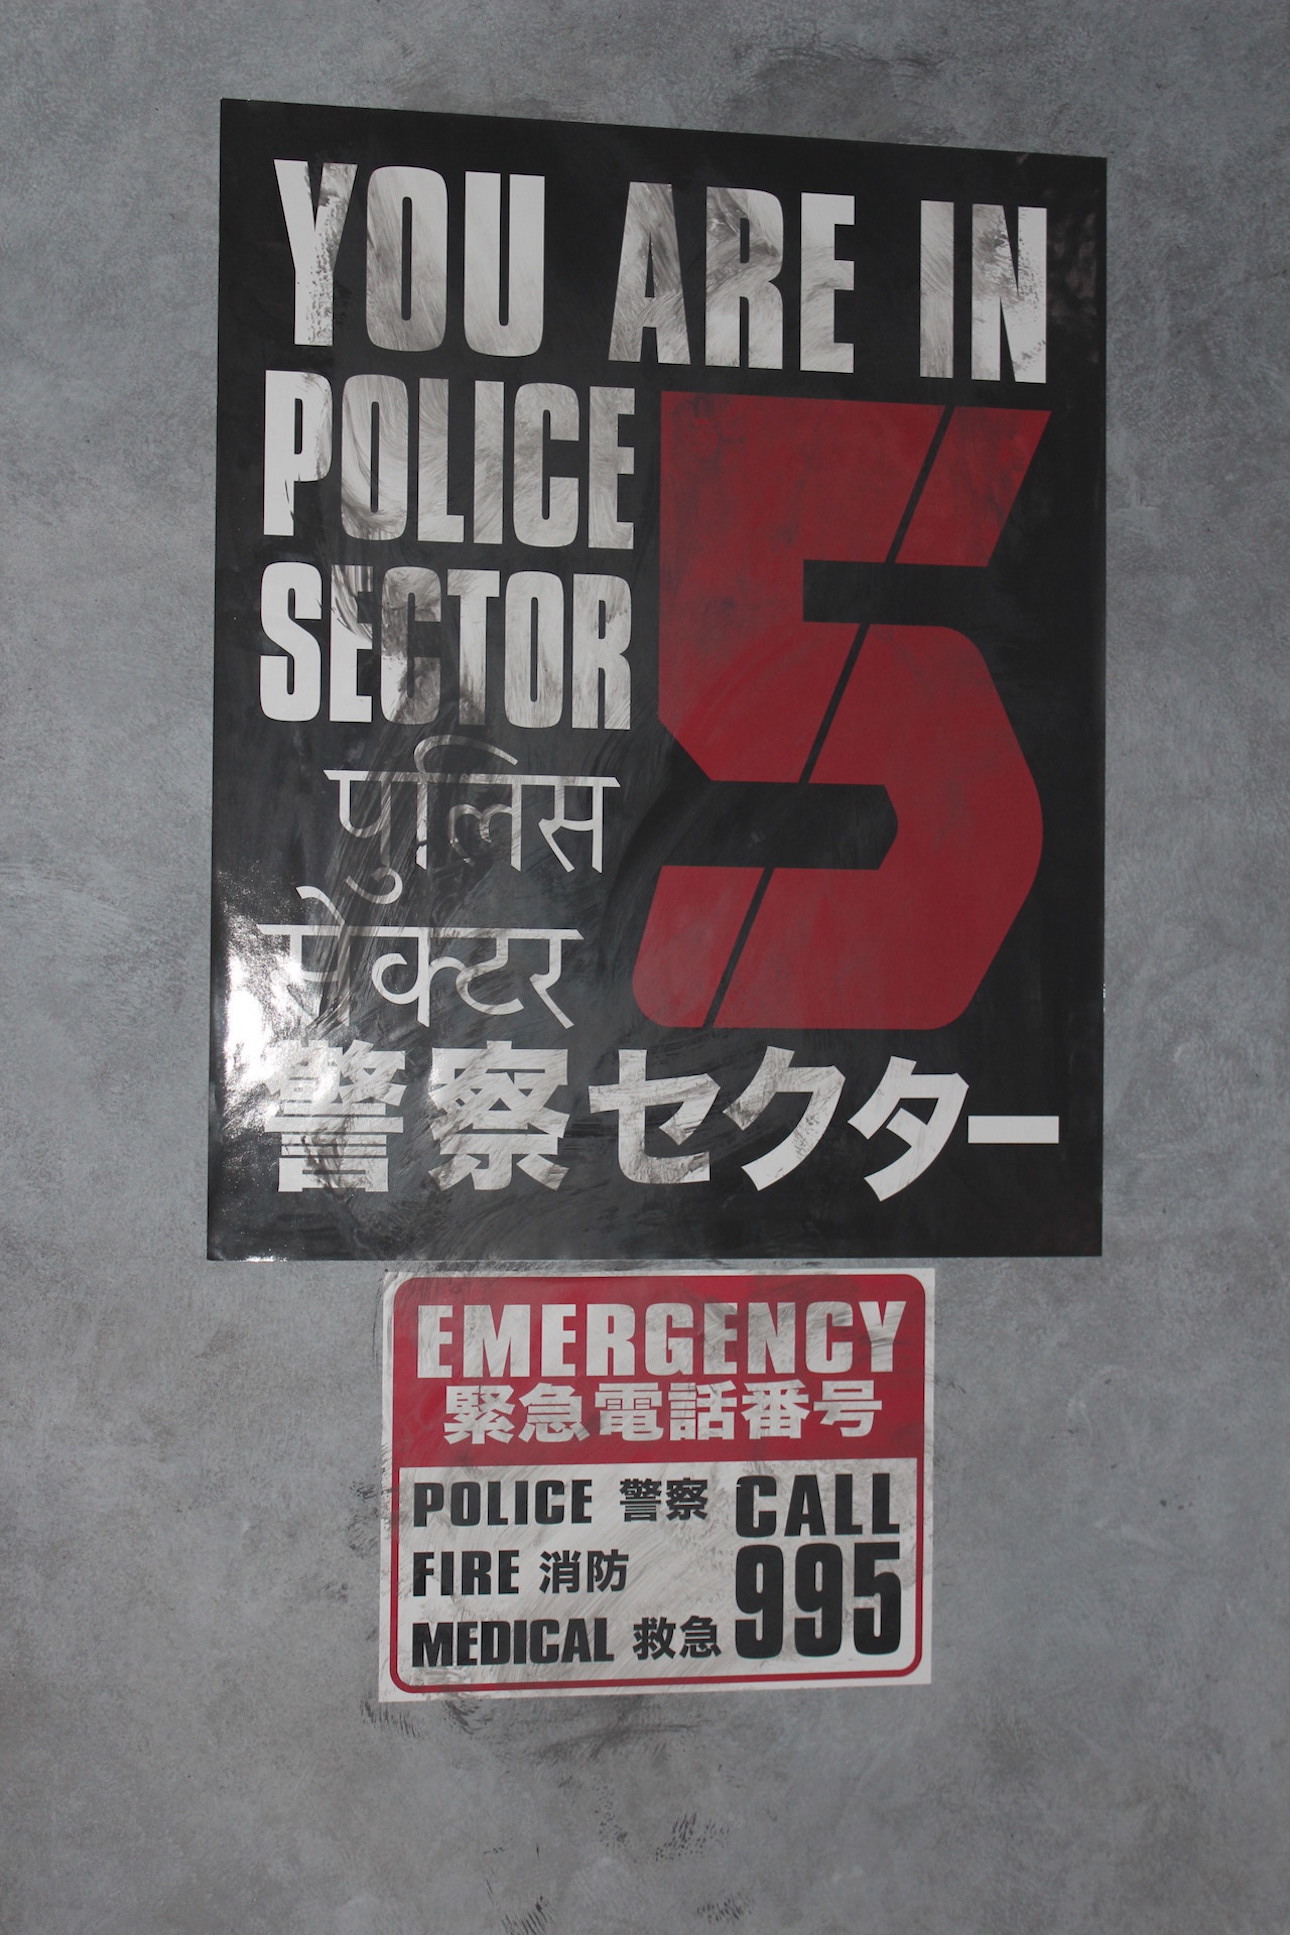 YOU ARE IN
POLICE
SECTOR
5
पुलिस
सेक्टर
警察セクター
EMERGENCY
緊急電話番号
POLICE 警察
FIRE 消防
MEDICAL 救急
CALL
995